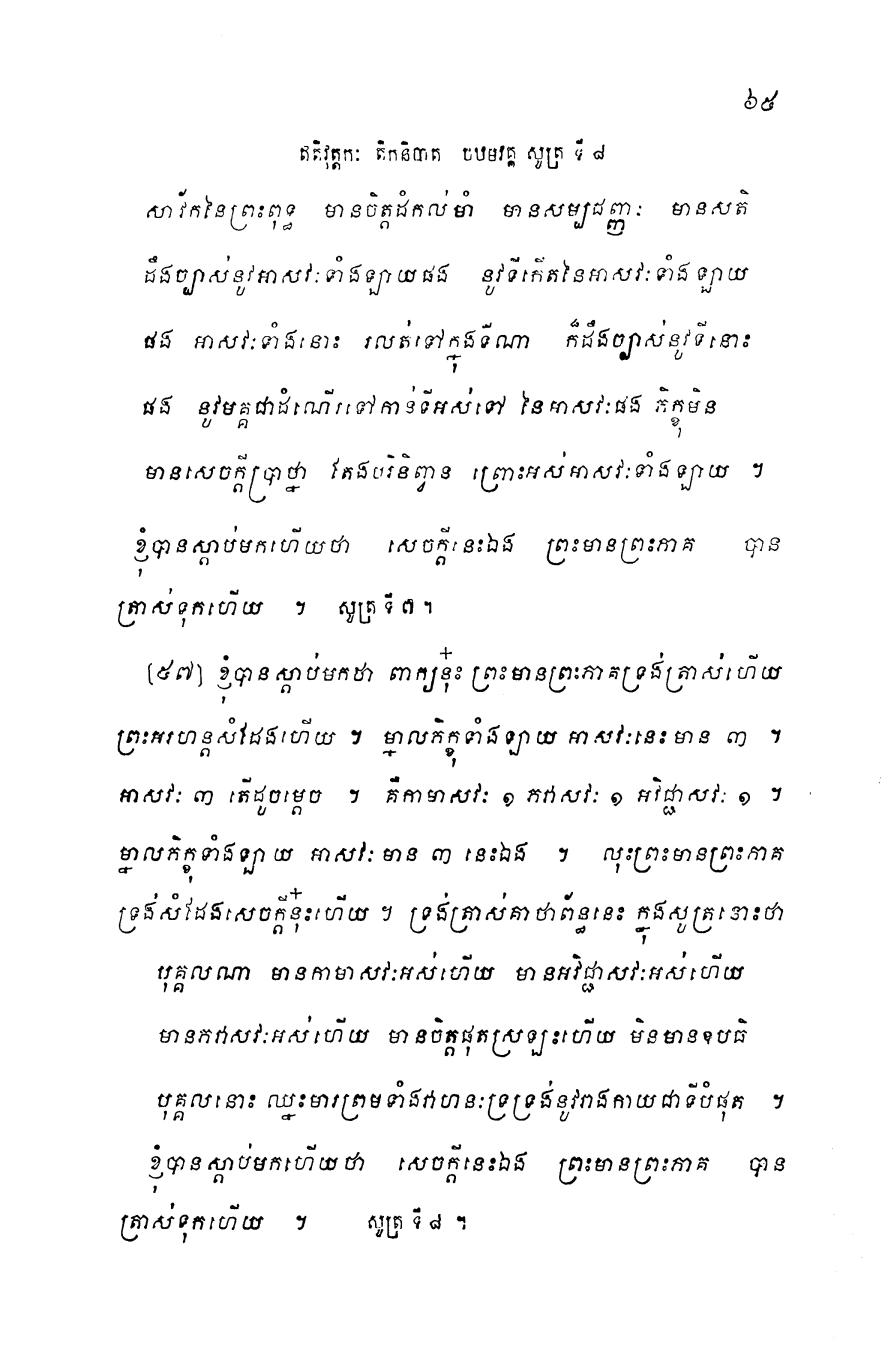 ៦៥
ឥតិវុត្តកៈ តិកនិបាត បឋមវគ្គ សូត្រ ទី ៨
សាវ័កនៃព្រះពុទ្ធ មានចិត្តដំកល់មាំ មានសម្បជញ្ញៈ មានសតិ
ដឹងច្បាស់នូវអាសវៈទាំងឡាយផង នូវទីកើតនៃអាសវៈទាំងឡាយ
ផង អាសវៈទាំងនោះ រលត់ទៅក្នុងទីណា ក៏ដឹងច្បាស់នូវទីនោះ
ផង នូវមគ្គជាដំណើរទៅកាន់ទីអស់ទៅ នៃអាសវៈផង ភិក្ខុមិន
មានសេចក្តីប្រាថ្នា តែងបរិនិព្វាន ព្រោះអស់អាសវៈទាំងឡាយ ។
ខ្ញុំបានស្តាប់មកហើយថា សេចក្តីនេះឯង ព្រះមានព្រះភាគ បាន
ត្រាស់ទុកហើយ ។ សូត្រ ទី ៧ ។
[៥៧] ខ្ញុំបានស្តាប់មកថា ពាក្យនុ៎ះ ព្រះមានព្រះភាគទ្រង់ត្រាស់ហើយ
ព្រះអរហន្តសំដែងហើយ ។ ម្នាលភិក្ខុទាំងឡាយ អាសវៈនេះមាន ៣ ។
អាសវៈ ៣ តើដូចម្តេច ។ គឺកាមាសវៈ ១ ភវាសវៈ ១ អវិជ្ជាសវៈ ១ ។
ម្នាលភិក្ខុទាំងឡាយ អាសវៈមាន ៣ នេះឯង ។ លុះព្រះមានព្រះភាគ
ទ្រង់សំដែងសេចក្តីនុ៎ះហើយ ។ ទ្រង់ត្រាស់គាថាព័ន្ធនេះ ក្នុងសូត្រនោះថា
បុគ្គលណា មានកាមាសវៈអស់ហើយ មានអវិជ្ជាសវៈអស់ហើយ
មានភវាសវៈអស់ហើយ មានចិត្តផុតស្រឡះហើយ មិនមានឧបធិ
បុគ្គលនោះ ឈ្នះមារព្រមទាំងវាហនៈទ្រទ្រង់នូវរាងកាយជាទីបំផុត ។
ខ្ញុំបានស្តាប់មកហើយថា សេចក្តីនេះឯង ព្រះមានព្រះភាគ បាន
ត្រាស់ទុកហើយ ។ សូត្រ ទី ៨ ។